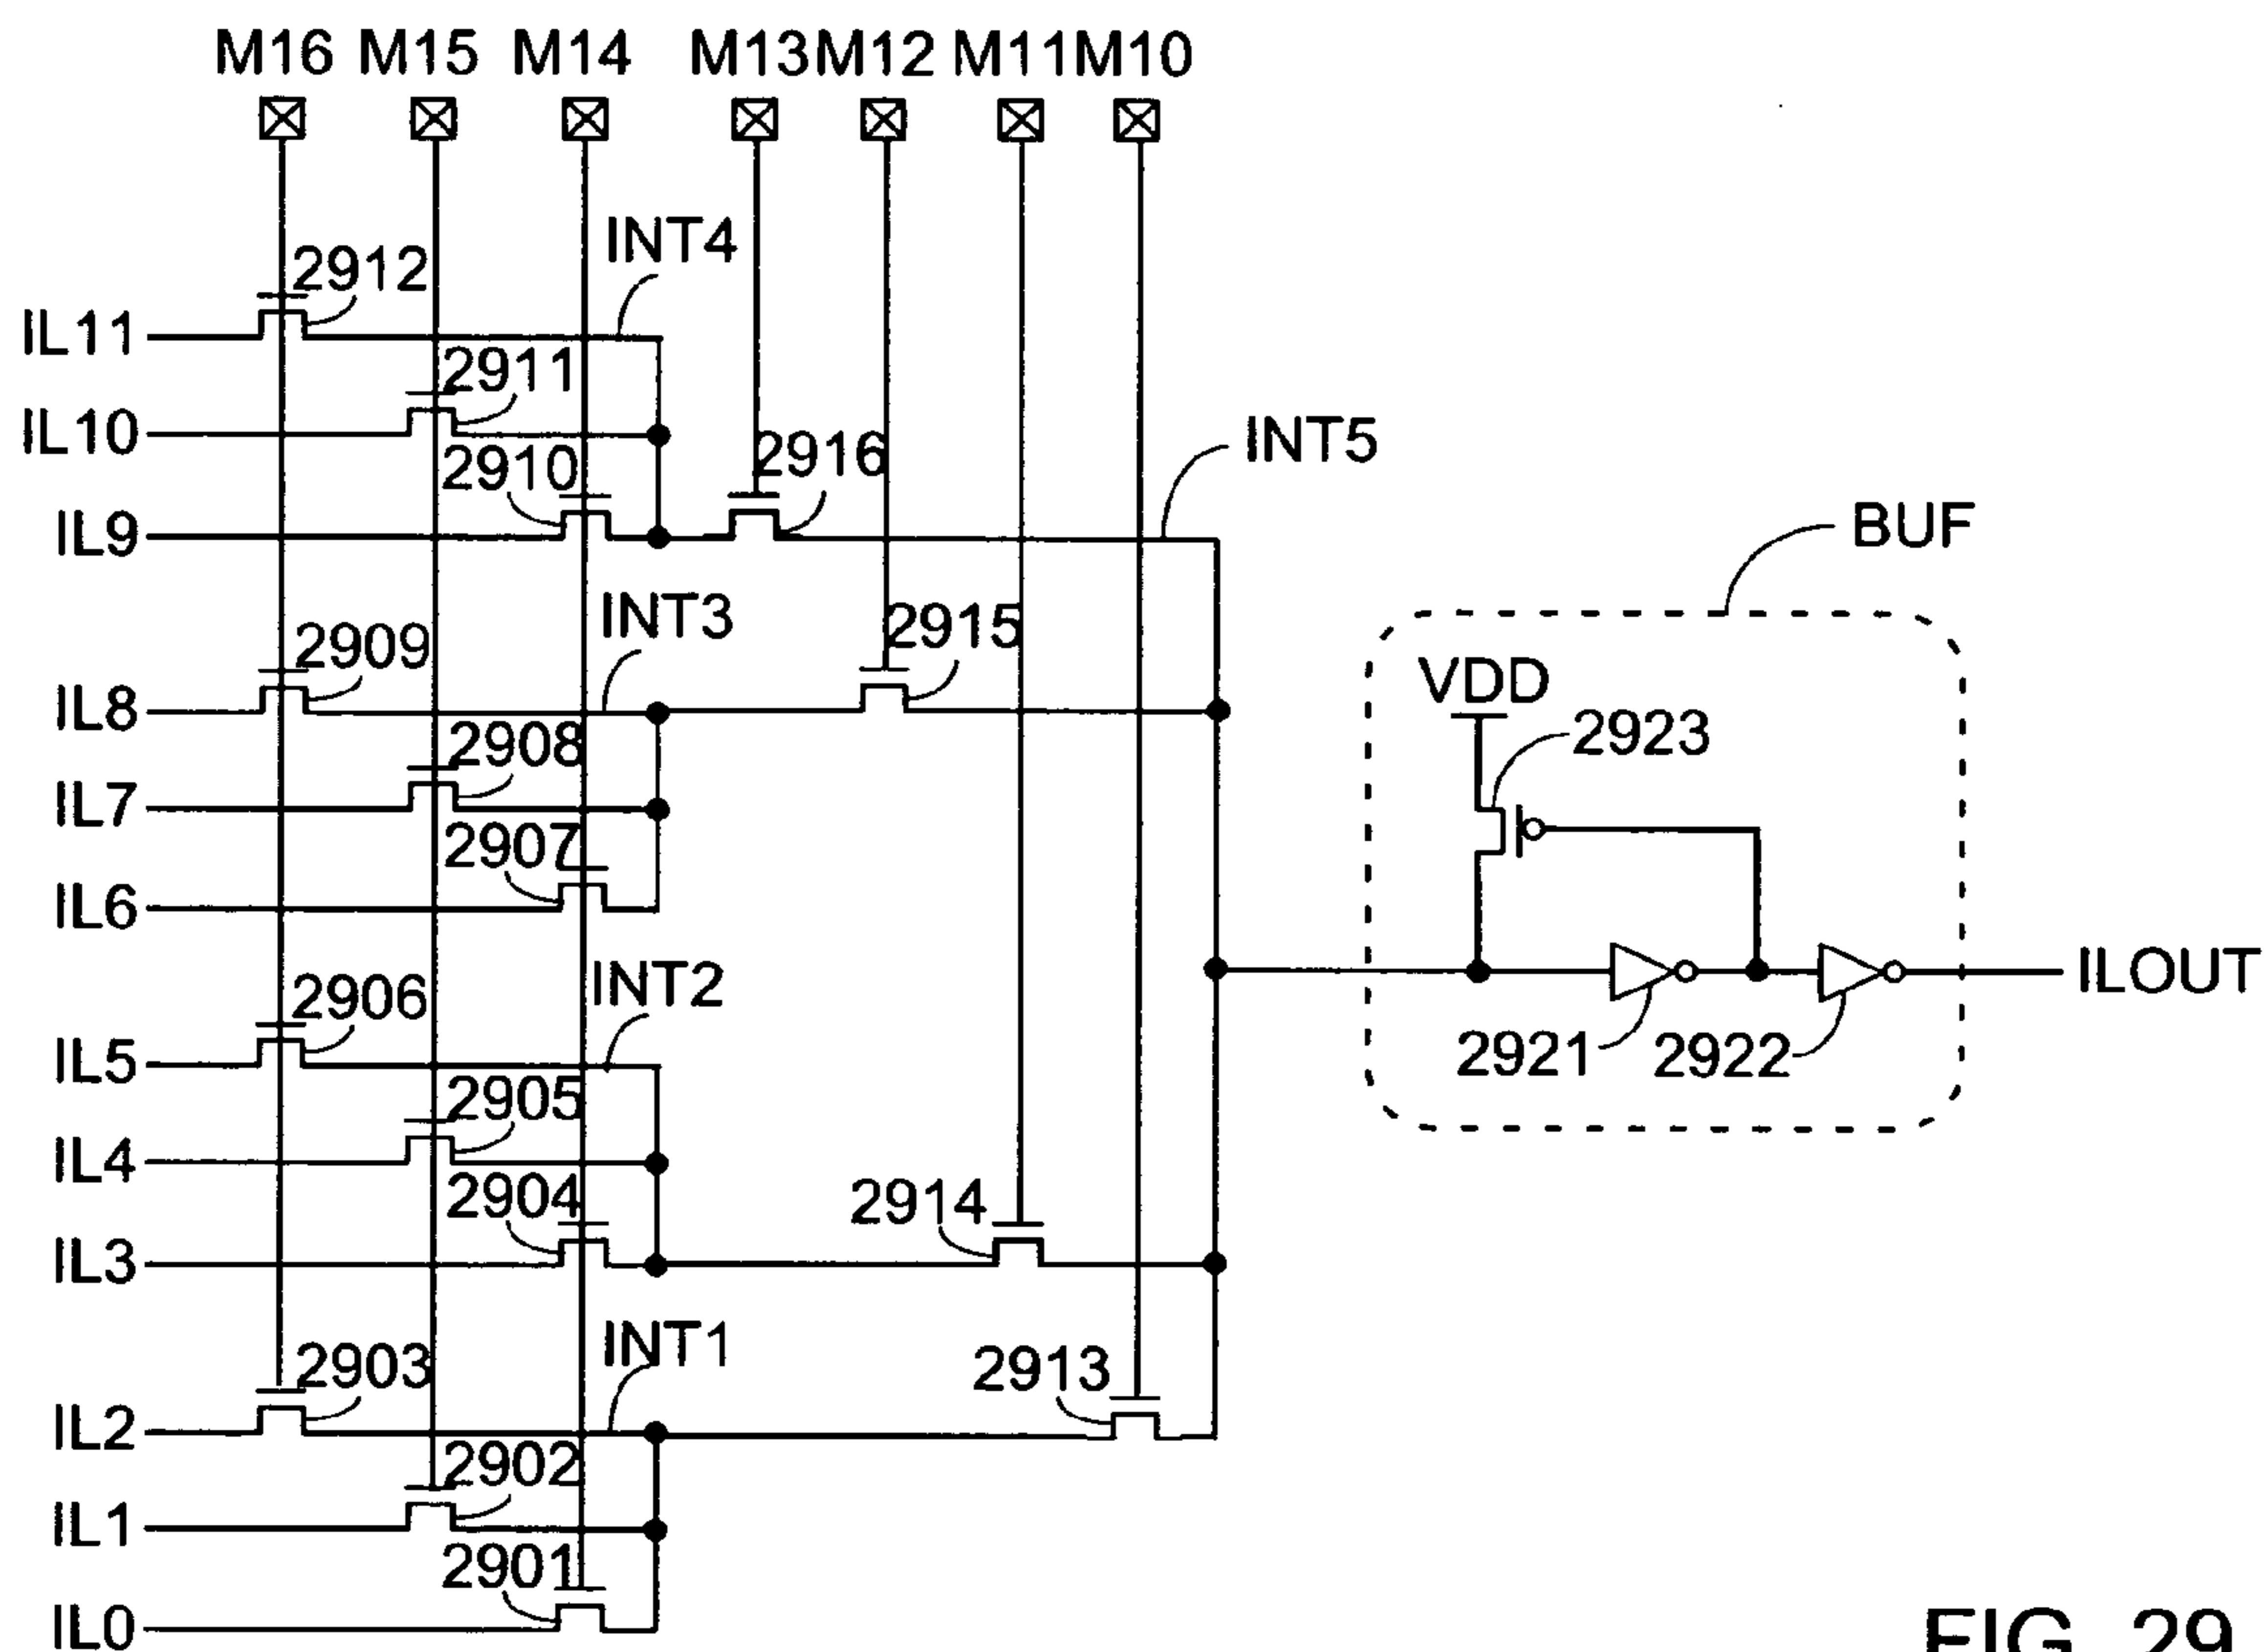 M16 M15 M14 M13 M12 M11 M10
INT4
2912
IL11
2911
IL10
INT5
2910
2916
BUF
IL9
INT3
2915
2909
VDD
IL8
2923
2908
IL7
2907
IL6
INT2
ILOUT
2906
IL5
2921
2922
2905
IL4
2904
2914
IL3
INT1
2903
2913
IL2
2902
IL1
2901
IL0
FIG. 29